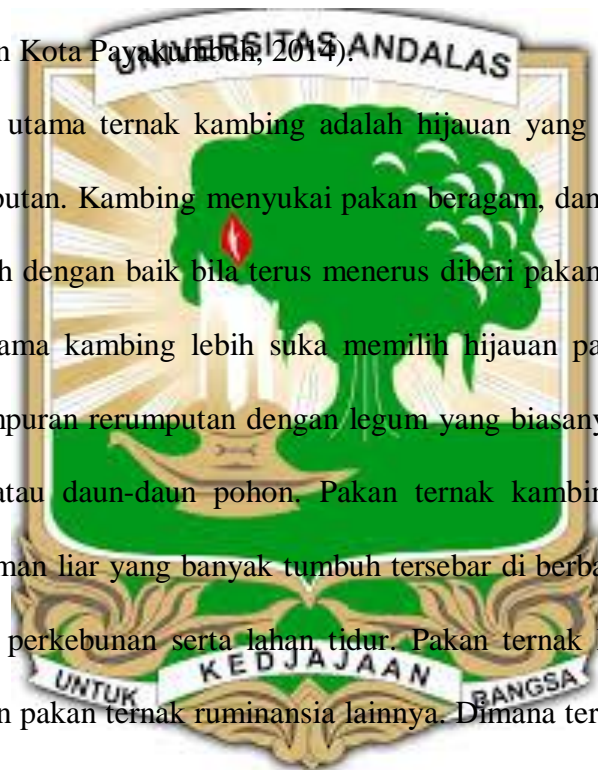 n Kota Payakumbuh, 2014).
UNIVERSITAS ANDALAS
utama ternak kambing adalah hijauan yang
putan. Kambing menyukai pakan beragam, dan
h dengan baik bila terus menerus diberi pakan
ama kambing lebih suka memilih hijauan pa
npuran rerumputan dengan legum yang biasany
atau daun-daun pohon. Pakan ternak kambin
man liar yang banyak tumbuh tersebar di berba
perkebunan serta lahan tidur. Pakan ternak
UNTUK KEDJAJAAN BANGSA
n pakan ternak ruminansia lainnya. Dimana ter